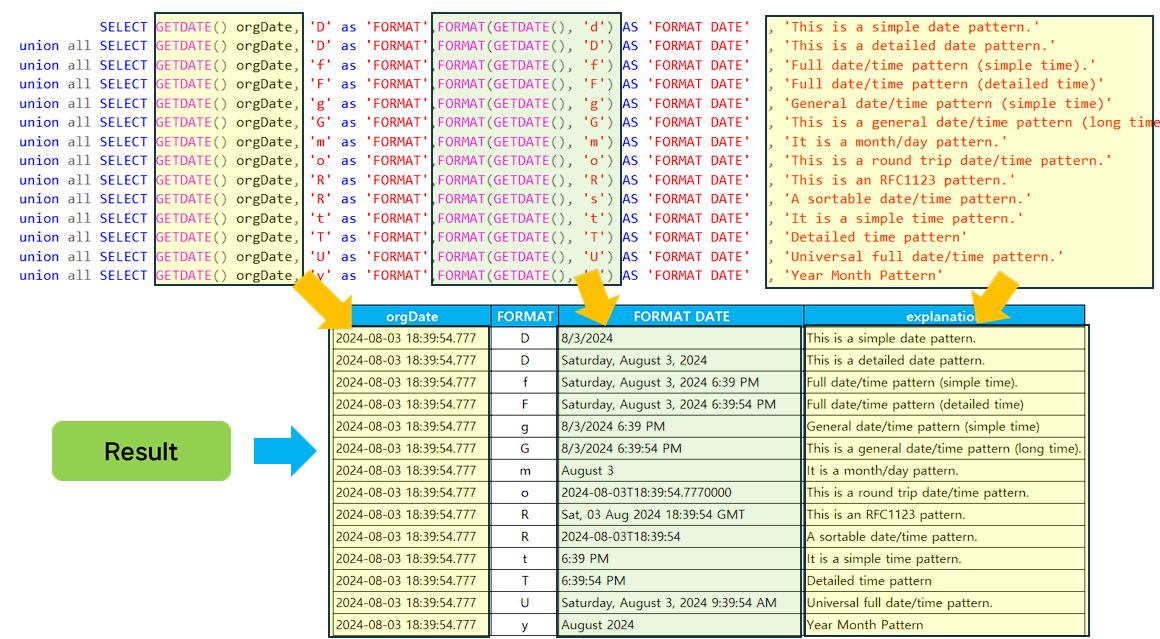 SELECT GETDATE() orgDate, 'D' as 'FORMAT',FORMAT(GETDATE(), 'd') AS 'FORMAT DATE' , 'This is a simple date pattern.'
union all SELECT GETDATE() orgDate, 'D' as 'FORMAT',FORMAT(GETDATE(), 'D') AS 'FORMAT DATE' , 'This is a detailed date pattern.'
union all SELECT GETDATE() orgDate, 'f' as 'FORMAT',FORMAT(GETDATE(), 'f') AS 'FORMAT DATE' , 'Full date/time pattern (simple time).'
union all SELECT GETDATE() orgDate, 'F' as 'FORMAT',FORMAT(GETDATE(), 'F') AS 'FORMAT DATE' , 'Full date/time pattern (detailed time)'
union all SELECT GETDATE() orgDate, 'g' as 'FORMAT',FORMAT(GETDATE(), 'g') AS 'FORMAT DATE' , 'General date/time pattern (simple time)'
union all SELECT GETDATE() orgDate, 'G' as 'FORMAT',FORMAT(GETDATE(), 'G') AS 'FORMAT DATE' , 'This is a general date/time pattern (long time
union all SELECT GETDATE() orgDate, 'm' as 'FORMAT',FORMAT(GETDATE(), 'm') AS 'FORMAT DATE' , 'It is a month/day pattern.'
union all SELECT GETDATE() orgDate, 'o' as 'FORMAT',FORMAT(GETDATE(), 'o') AS 'FORMAT DATE' , 'This is a round trip date/time pattern.'
union all SELECT GETDATE() orgDate, 'R' as 'FORMAT',FORMAT(GETDATE(), 'R') AS 'FORMAT DATE' , 'This is an RFC1123 pattern.'
union all SELECT GETDATE() orgDate, 'R' as 'FORMAT',FORMAT(GETDATE(), 's') AS 'FORMAT DATE' , 'A sortable date/time pattern.'
union all SELECT GETDATE() orgDate, 't' as 'FORMAT',FORMAT(GETDATE(), 't') AS 'FORMAT DATE' , 'It is a simple time pattern.'
union all SELECT GETDATE() orgDate, 'T' as 'FORMAT',FORMAT(GETDATE(), 'T') AS 'FORMAT DATE' , 'Detailed time pattern'
union all SELECT GETDATE() orgDate, 'U' as 'FORMAT',FORMAT(GETDATE(), 'U') AS 'FORMAT DATE' , 'Universal full date/time pattern.'
union all SELECT GETDATE() orgDate, 'y' as 'FORMAT',FORMAT(GETDATE(), ' ') AS 'FORMAT DATE' , 'Year Month Pattern'
orgDate FORMAT FORMAT DATE explanation
2024-08-03 18:39:54.777 D 8/3/2024 This is a simple date pattern.
2024-08-03 18:39:54.777 D Saturday, August 3, 2024 This is a detailed date pattern.
2024-08-03 18:39:54.777 f Saturday, August 3, 2024 6:39 PM Full date/time pattern (simple time).
2024-08-03 18:39:54.777 F Saturday, August 3, 2024 6:39:54 PM Full date/time pattern (detailed time)
2024-08-03 18:39:54.777 g 8/3/2024 6:39 PM General date/time pattern (simple time)
2024-08-03 18:39:54.777 G 8/3/2024 6:39:54 PM This is a general date/time pattern (long time).
2024-08-03 18:39:54.777 m August 3 It is a month/day pattern.
2024-08-03 18:39:54.777 o 2024-08-03T18:39:54.7770000 This is a round trip date/time pattern.
2024-08-03 18:39:54.777 R Sat, 03 Aug 2024 18:39:54 GMT This is an RFC1123 pattern.
2024-08-03 18:39:54.777 R 2024-08-03T18:39:54 A sortable date/time pattern.
2024-08-03 18:39:54.777 t 6:39 PM It is a simple time pattern.
2024-08-03 18:39:54.777 T 6:39:54 PM Detailed time pattern
2024-08-03 18:39:54.777 U Saturday, August 3, 2024 9:39:54 AM Universal full date/time pattern.
2024-08-03 18:39:54.777 y August 2024 Year Month Pattern
Result